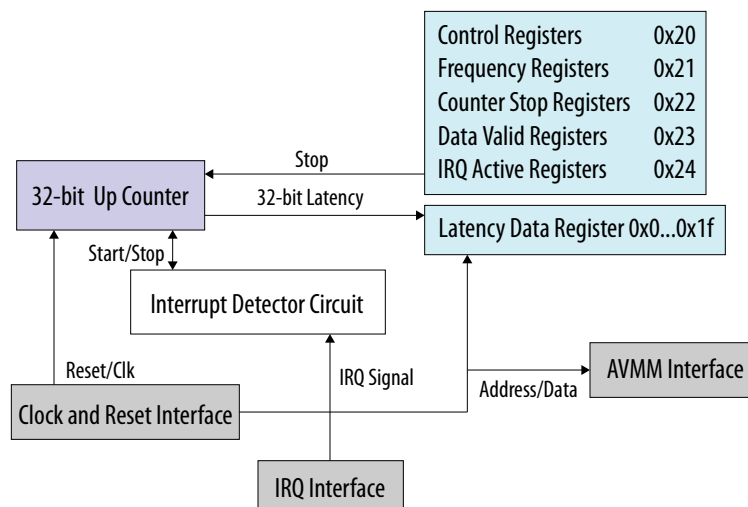 Control Registers 0x20
Frequency Registers 0x21
Counter Stop Registers 0x22
Data Valid Registers 0x23
IRQ Active Registers 0x24
Stop
32-bit Up Counter
32-bit Latency
Latency Data Register 0x0...0x1f
Start/Stop
Interrupt Detector Circuit
Reset/Clk
IRQ Signal
AVMM Interface
Address/Data
Clock and Reset Interface
IRQ Interface